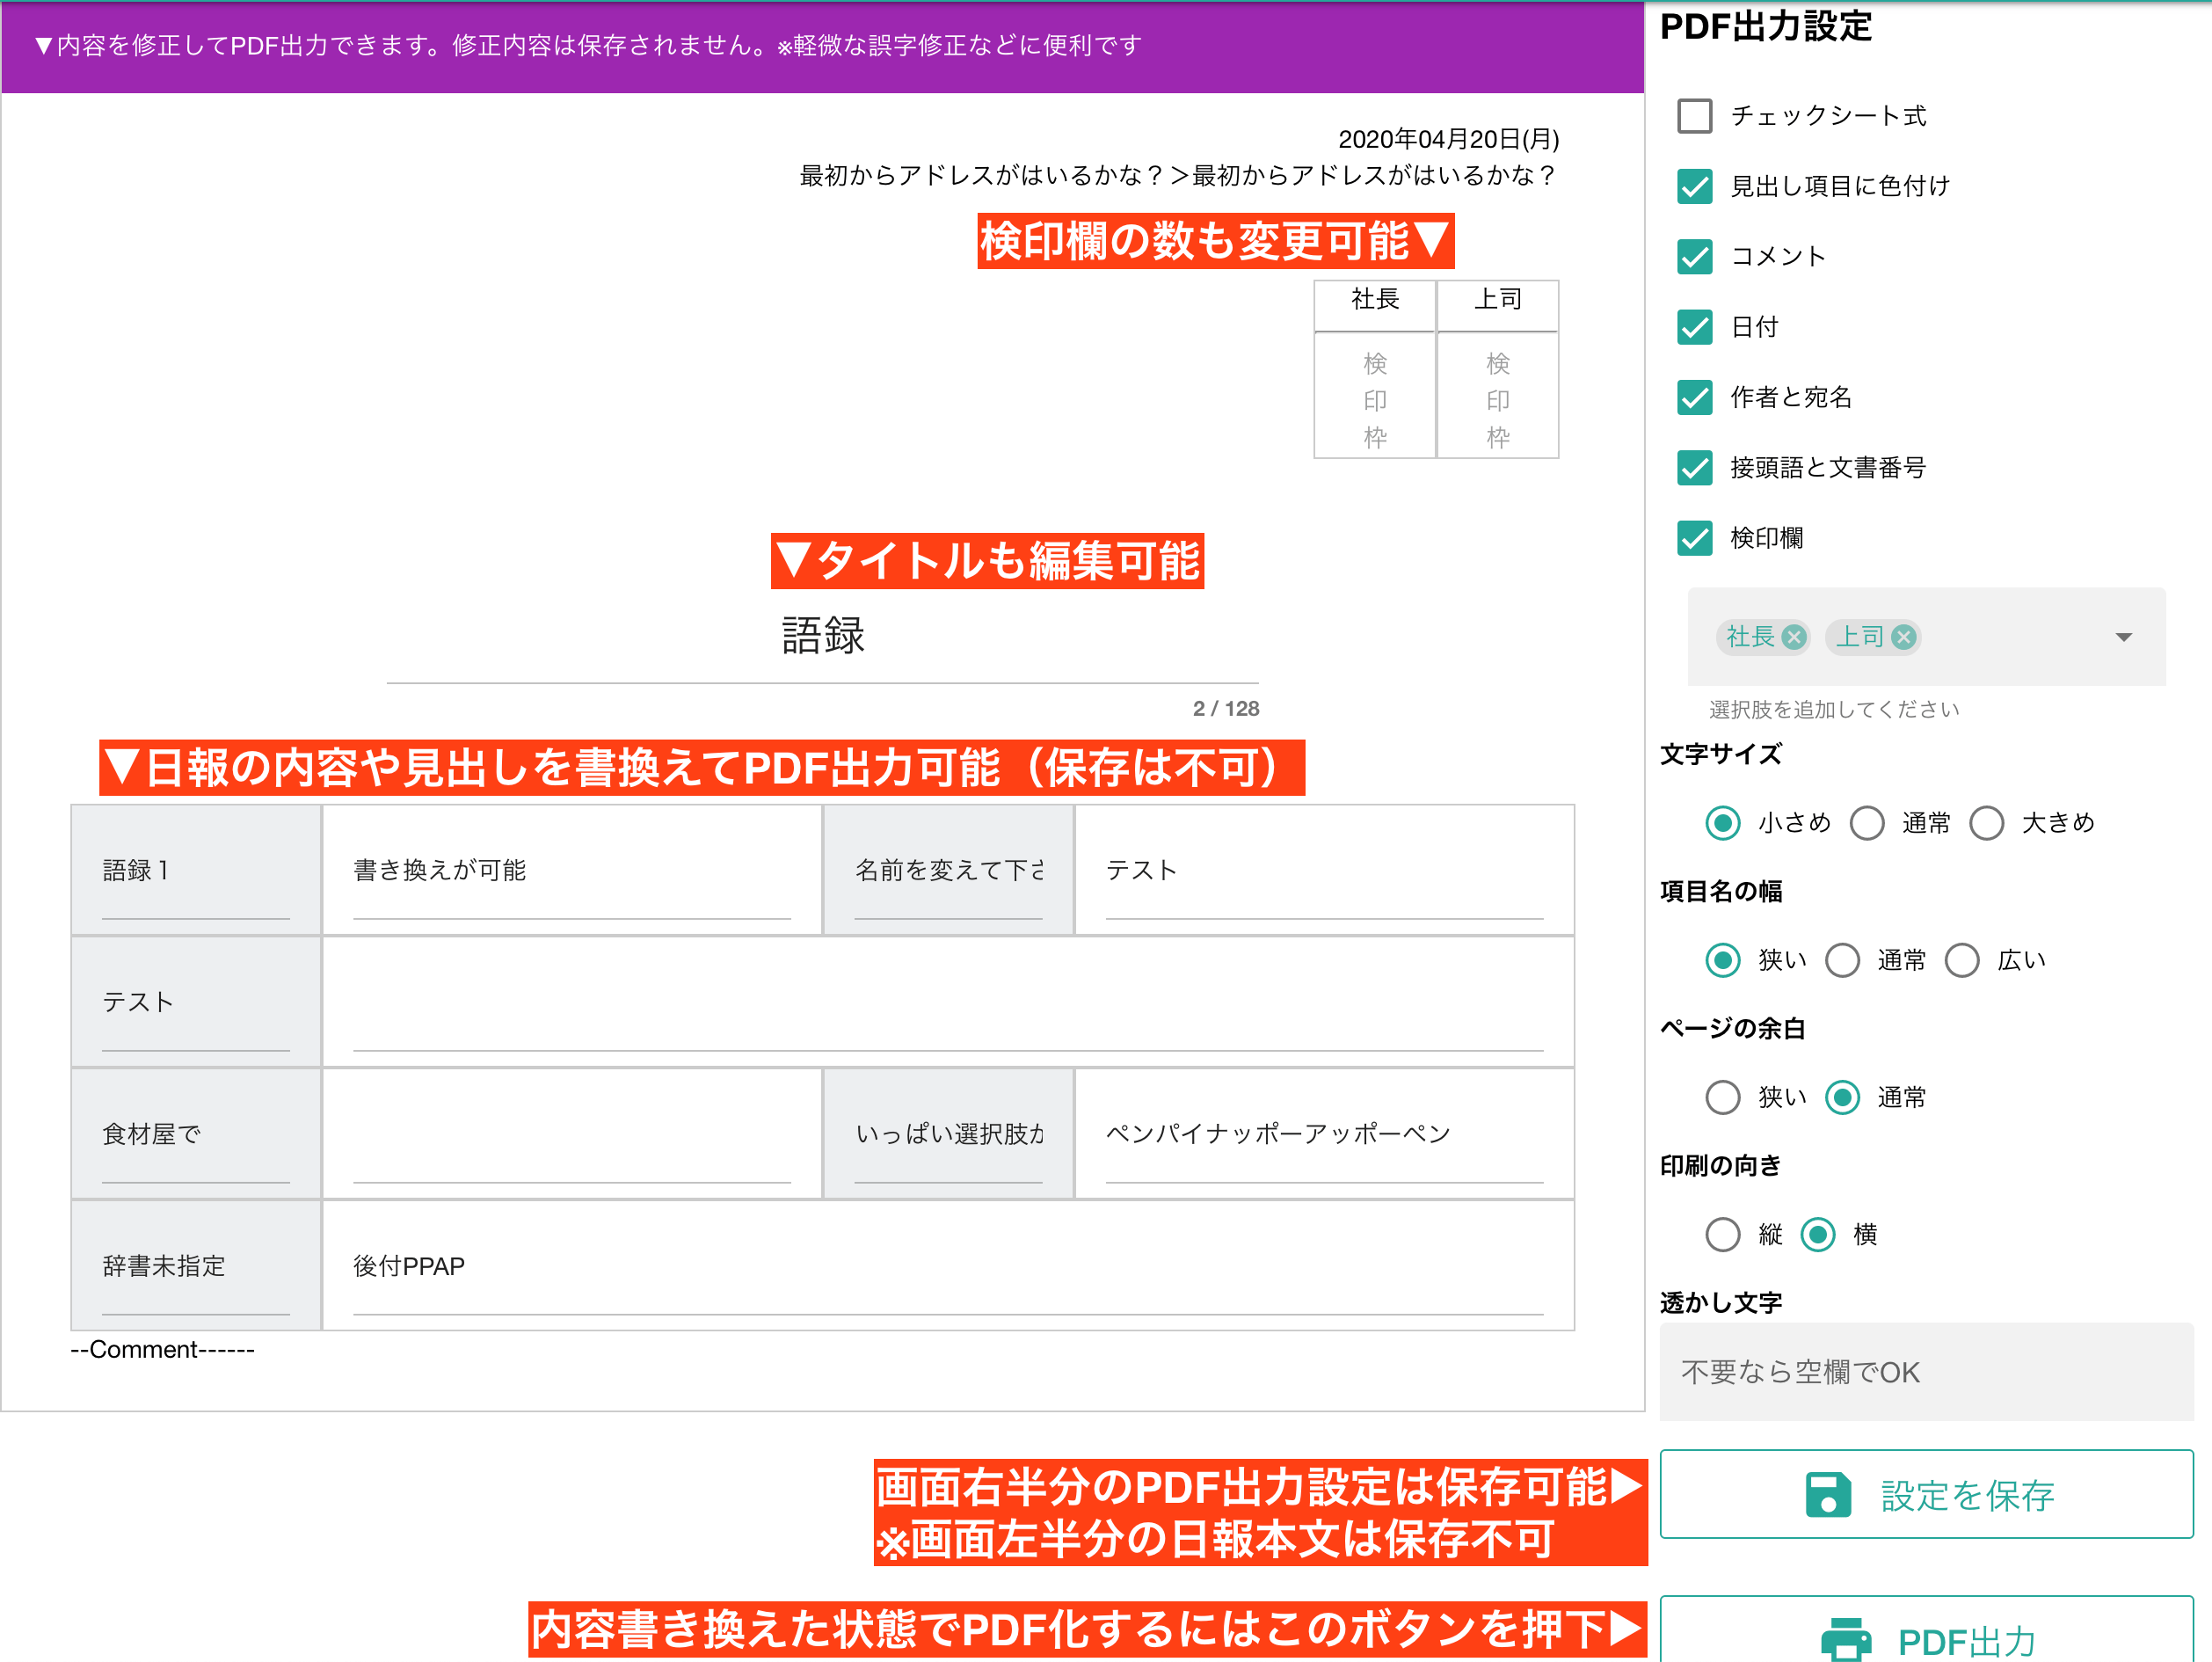 ▼内容を修正してPDF出力できます。修正内容は保存されません。※軽微な誤字修正などに便利です
2020年04月20日(月)
最初からアドレスがはいるかな？＞最初からアドレスがはいるかな？
検印欄の数も変更可能▼
社長 上司
検 検
印 印
枠 枠
▼タイトルも編集可能
語録
2 / 128
▼日報の内容や見出しを書換えてPDF出力可能（保存は不可）
語録１ 書き換えが可能 名前を変えて下さ テスト
テスト
食材屋で いっぱい選択肢が ペンパイナッポーアッポーペン
辞書未指定 後付PPAP
--Comment------
画面右半分のPDF出力設定は保存可能▶
※画面左半分の日報本文は保存不可
内容書き換えた状態でPDF化するにはこのボタンを押下▶
PDF出力設定
チェックシート式
見出し項目に色付け
コメント
日付
作者と宛名
接頭語と文書番号
検印欄
社長 上司
選択肢を追加してください
文字サイズ
小さめ 通常 大きめ
項目名の幅
狭い 通常 広い
ページの余白
狭い 通常
印刷の向き
縦 横
透かし文字
不要なら空欄でOK
設定を保存
PDF出力